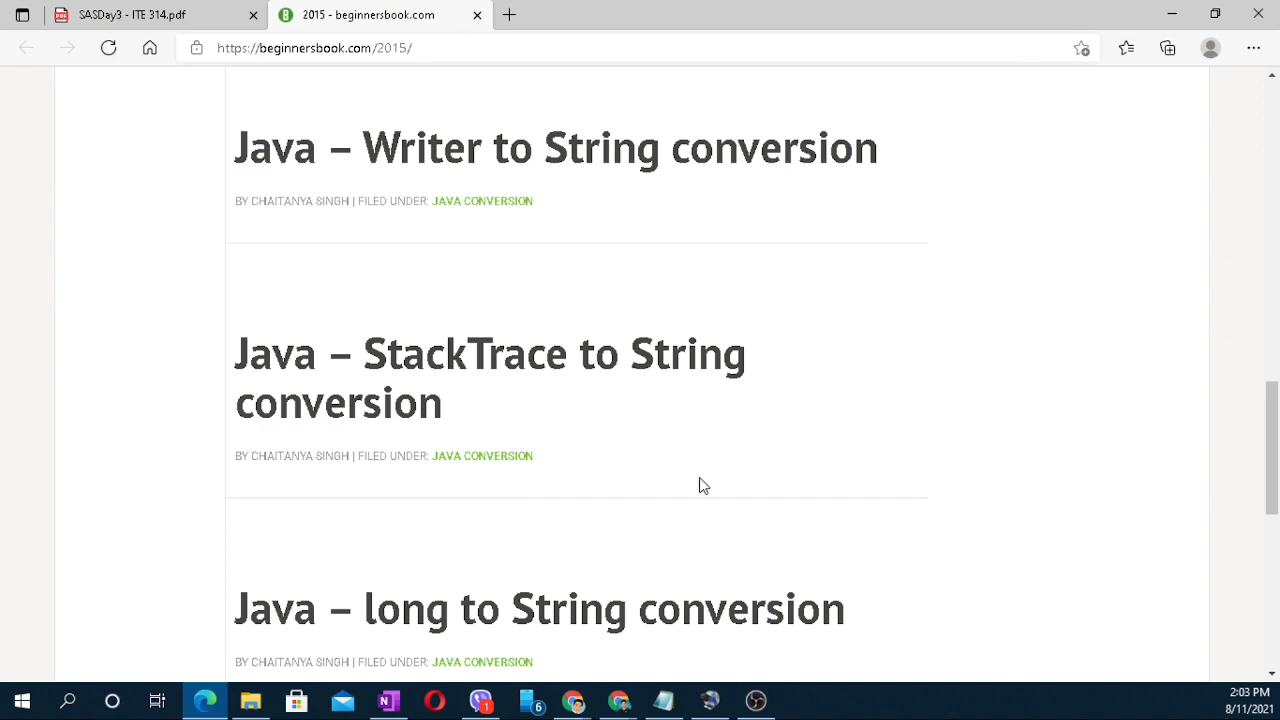 SASDay3 - ITE 314.pdf
2015 - beginnersbook.com
https://beginnersbook.com/2015/
Java – Writer to String conversion
BY CHAITANYA SINGH | FILED UNDER: JAVA CONVERSION
Java – StackTrace to String
conversion
BY CHAITANYA SINGH | FILED UNDER: JAVA CONVERSION
Java – long to String conversion
BY CHAITANYA SINGH | FILED UNDER: JAVA CONVERSION
1
6
2:03 PM
8/11/2021